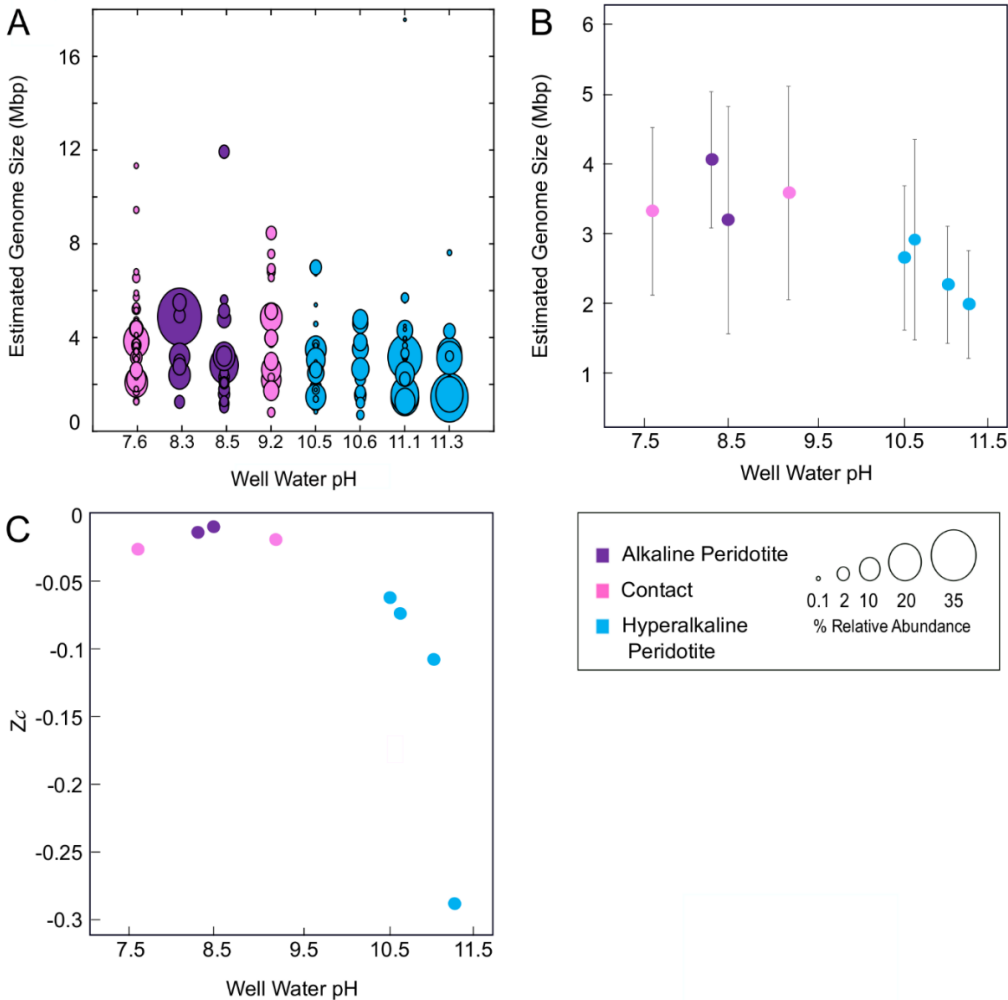 A
Estimated Genome Size (Mbp)
16
12
8
4
0
7.6 8.3 8.5 9.2 10.5 10.6 11.1 11.3
Well Water pH
B
Estimated Genome Size (Mbp)
6
5
4
3
2
1
7.5 8.5 9.5 10.5 11.5
Well Water pH
C
Zc
0
-0.05
-0.1
-0.15
-0.2
-0.25
-0.3
7.5 8.5 9.5 10.5 11.5
Well Water pH
Alkaline Peridotite
Contact
Hyperalkaline
Peridotite
0.1 2 10 20 35
% Relative Abundance